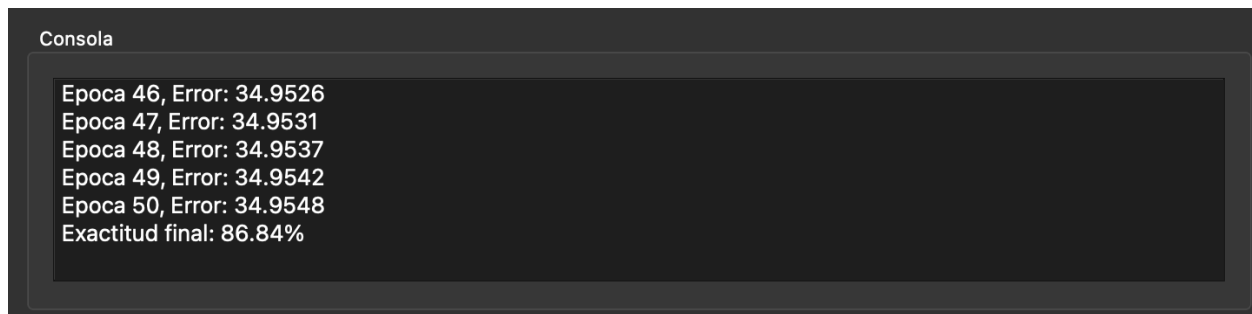 Consola
Epoca 46, Error: 34.9526
Epoca 47, Error: 34.9531
Epoca 48, Error: 34.9537
Epoca 49, Error: 34.9542
Epoca 50, Error: 34.9548
Exactitud final: 86.84%